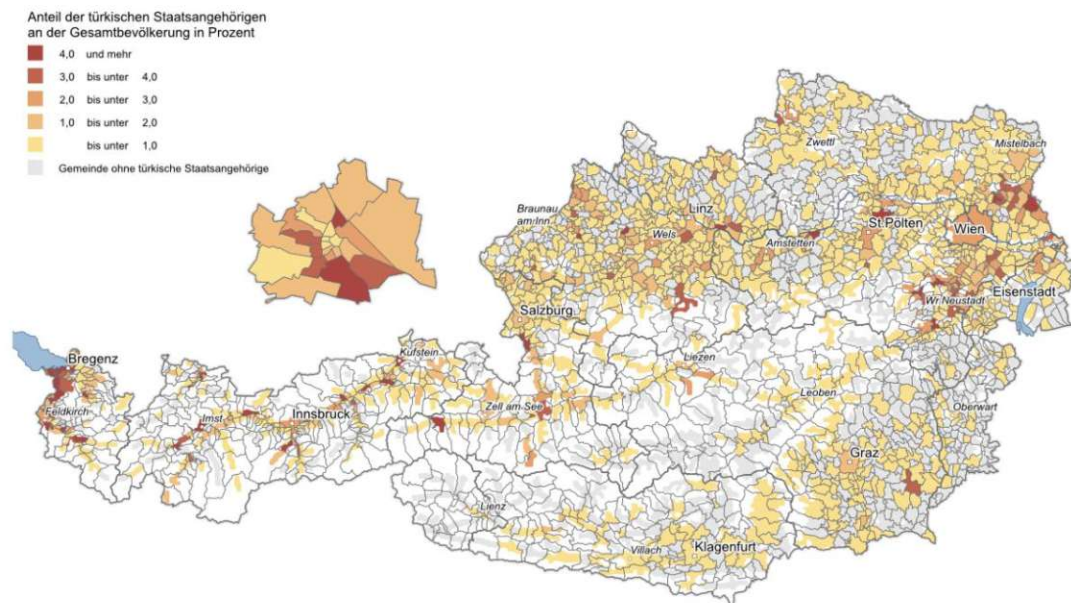 Anteil der türkischen Staatsangehörigen
an der Gesamtbevölkerung in Prozent
4,0 und mehr
3,0 bis unter 4,0
2,0 bis unter 3,0
1,0 bis unter 2,0
bis unter 1,0
Gemeinde ohne türkische Staatsangehörige
Zwettl
Mistelbach
Braunau
am Inn
Linz
Wels
Amstetten
St.Pölten
Wien
Eisenstadt
Wr.Neustadt
Salzburg
Bregenz
Kufstein
Liezen
Leoben
Oberwart
Feldkirch
Imst
Innsbruck
Zell am See
Graz
Lienz
Villach
Klagenfurt